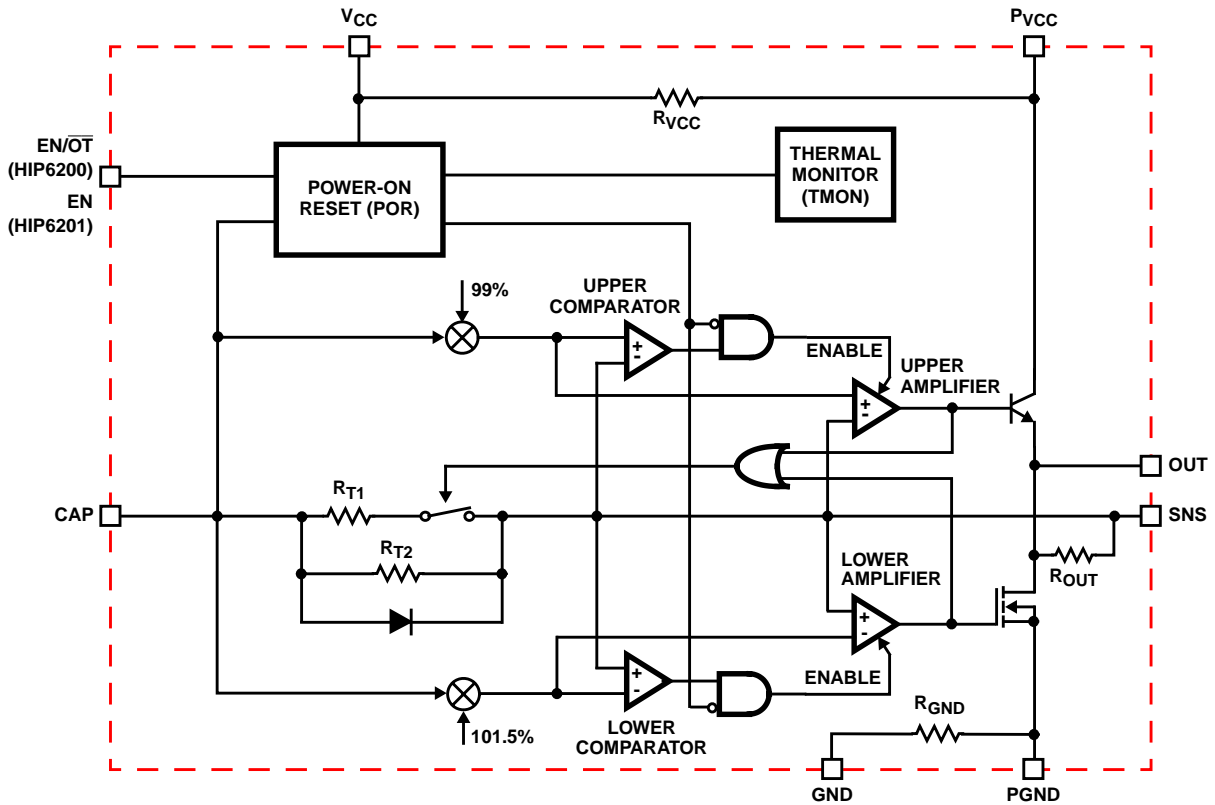 VCC
PVCC
RVCC
EN/OT
(HIP6200)
EN
(HIP6201)
POWER-ON
RESET (POR)
THERMAL
MONITOR
(TMON)
99%
UPPER
COMPARATOR
+
-
ENABLE
UPPER
AMPLIFIER
+
-
OUT
CAP
RT1
SNS
RT2
ROUT
LOWER
AMPLIFIER
+
-
+
-
ENABLE
101.5%
LOWER
COMPARATOR
RGND
GND
PGND